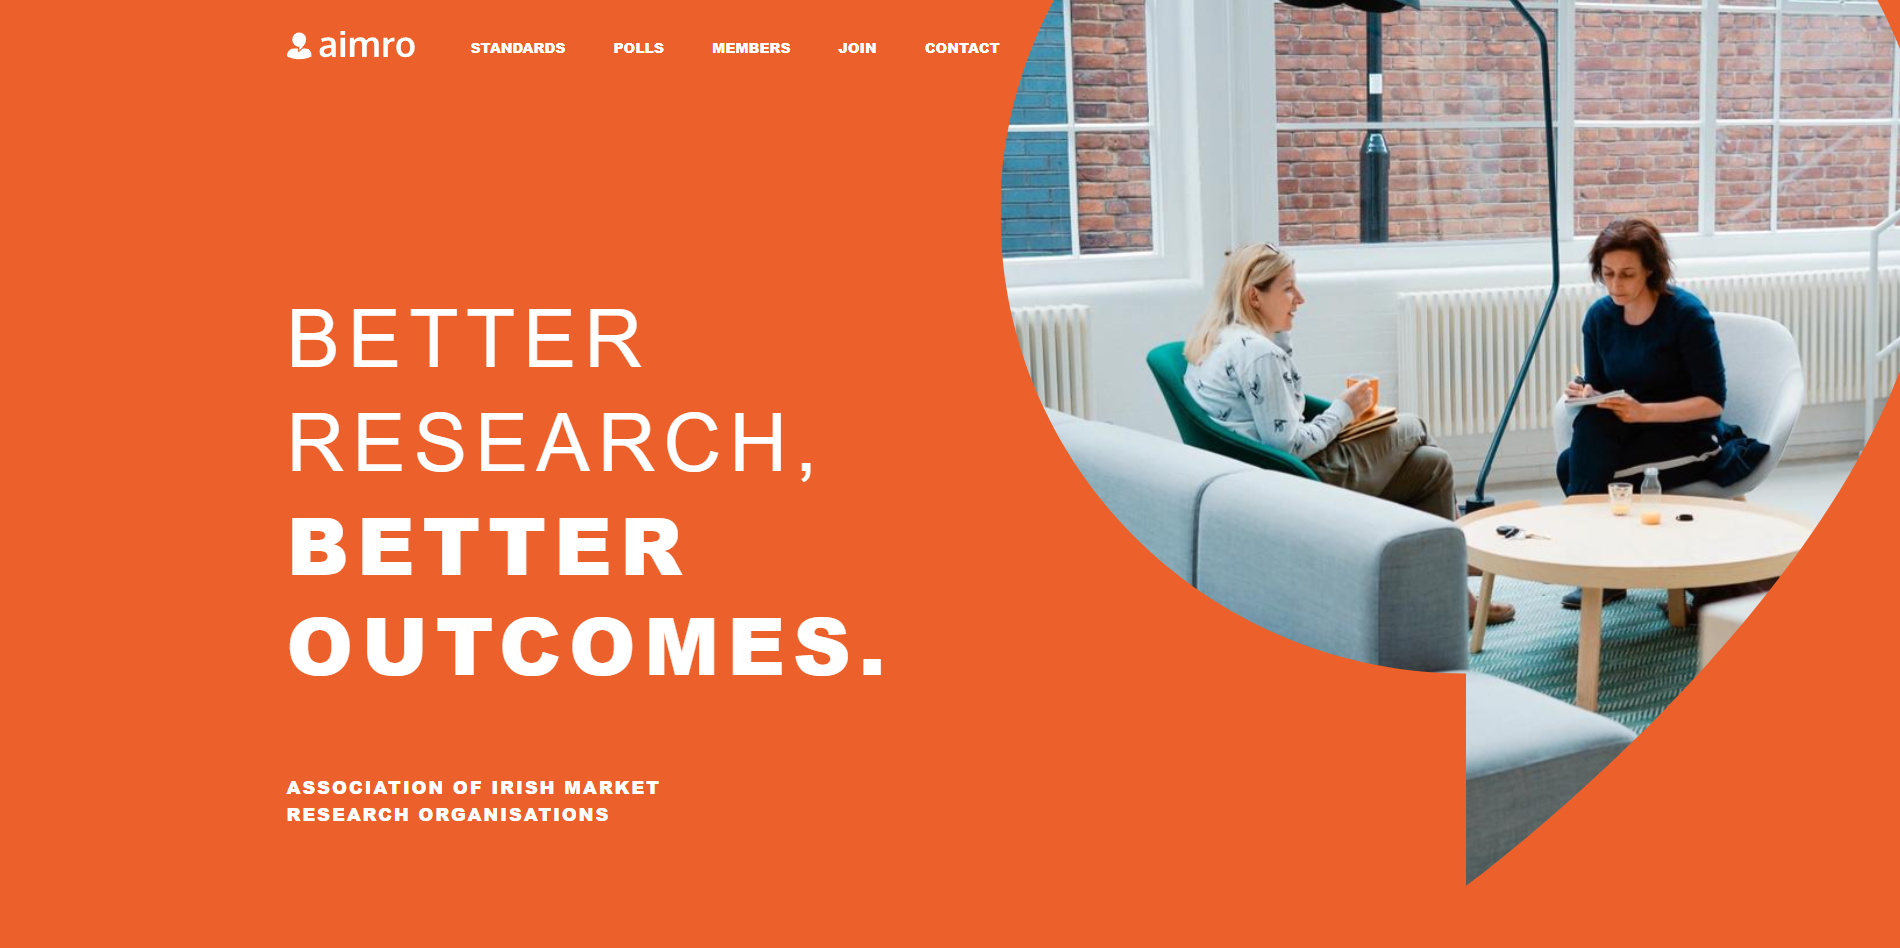 aimro
STANDARDS
POLLS
MEMBERS
JOIN
CONTACT
BETTER
RESEARCH,
BETTER
OUTCOMES.
ASSOCIATION OF IRISH MARKET
RESEARCH ORGANISATIONS